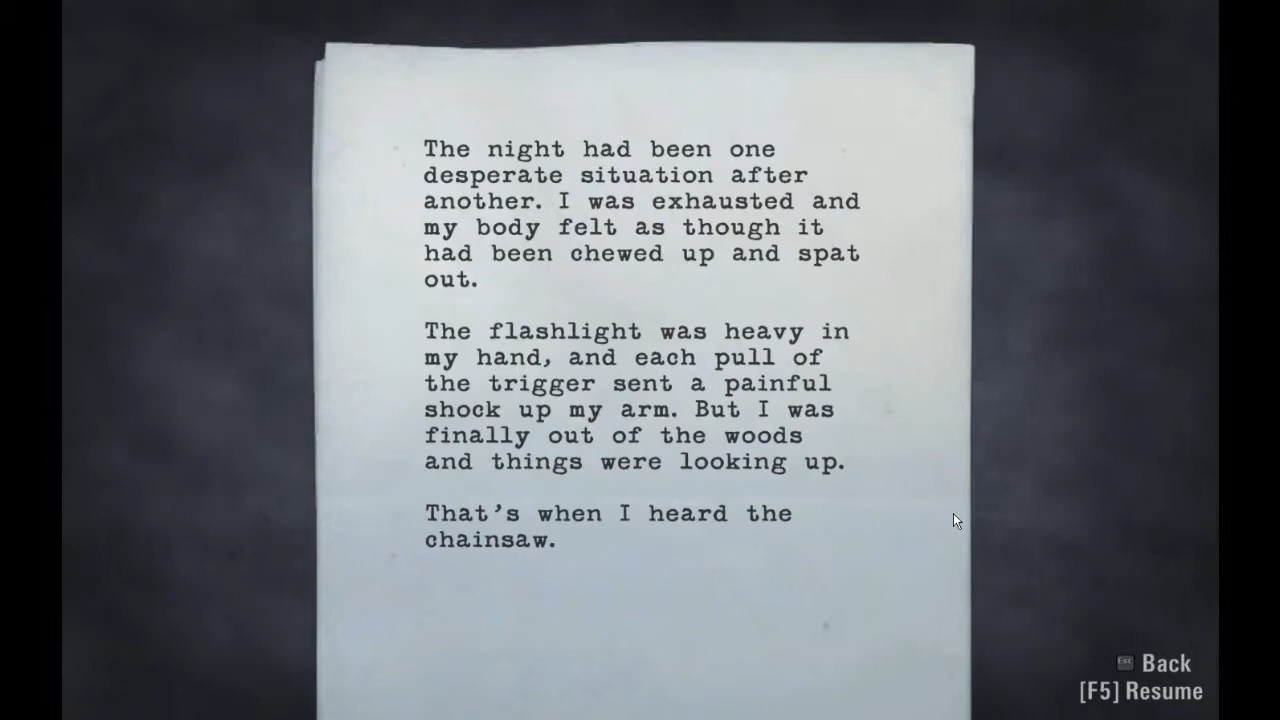 The night had been one
desperate situation after
another. I was exhausted and
my body felt as though it
had been chewed up and spat
out.
The flashlight was heavy in
my hand, and each pull of
the trigger sent a painful
shock up my arm. But I was
finally out of the woods
and things were looking up.
That's when I heard the
chainsaw.
Esc Back
[F5] Resume